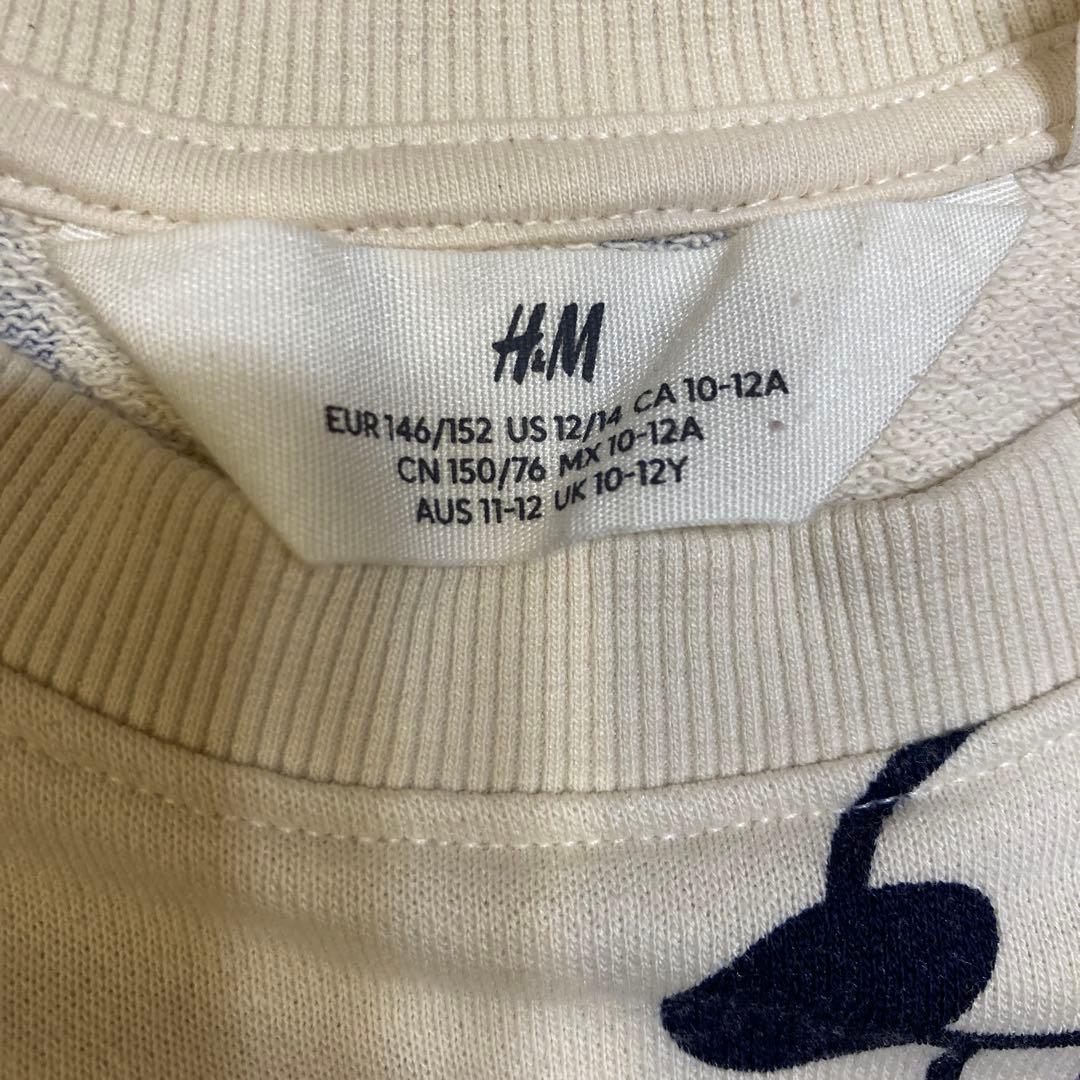 H&M
EUR 146/152 US 12/14 CA 10-12A
CN 150/76 MX 10-12A
AUS 11-12 UK 10-12Y